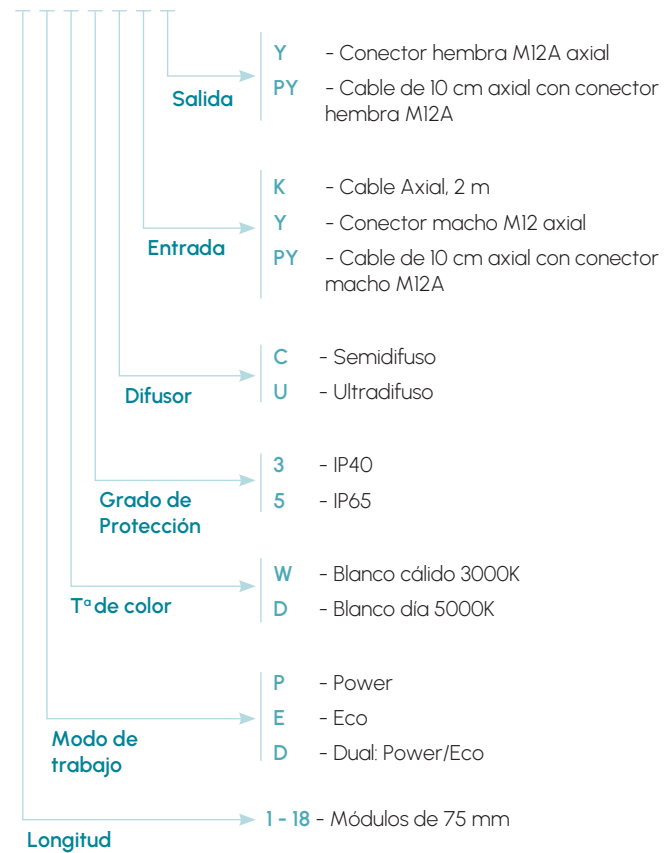 Y - Conector hembra M12A axial
PY - Cable de 10 cm axial con conector
hembra M12A
Salida
K - Cable Axial, 2 m
Y - Conector macho M12 axial
PY - Cable de 10 cm axial con conector
macho M12A
Entrada
C - Semidifuso
U - Ultradifuso
Difusor
3 - IP40
5 - IP65
Grado de
Protección
W - Blanco cálido 3000K
D - Blanco día 5000K
Tª de color
P - Power
E - Eco
D - Dual: Power/Eco
Modo de
trabajo
1 - 18 - Módulos de 75 mm
Longitud